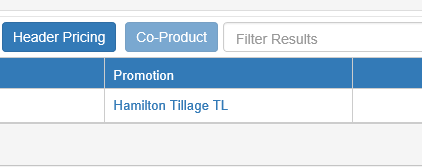 Header Pricing Co-Product Filter Results
Promotion
Hamilton Tillage TL